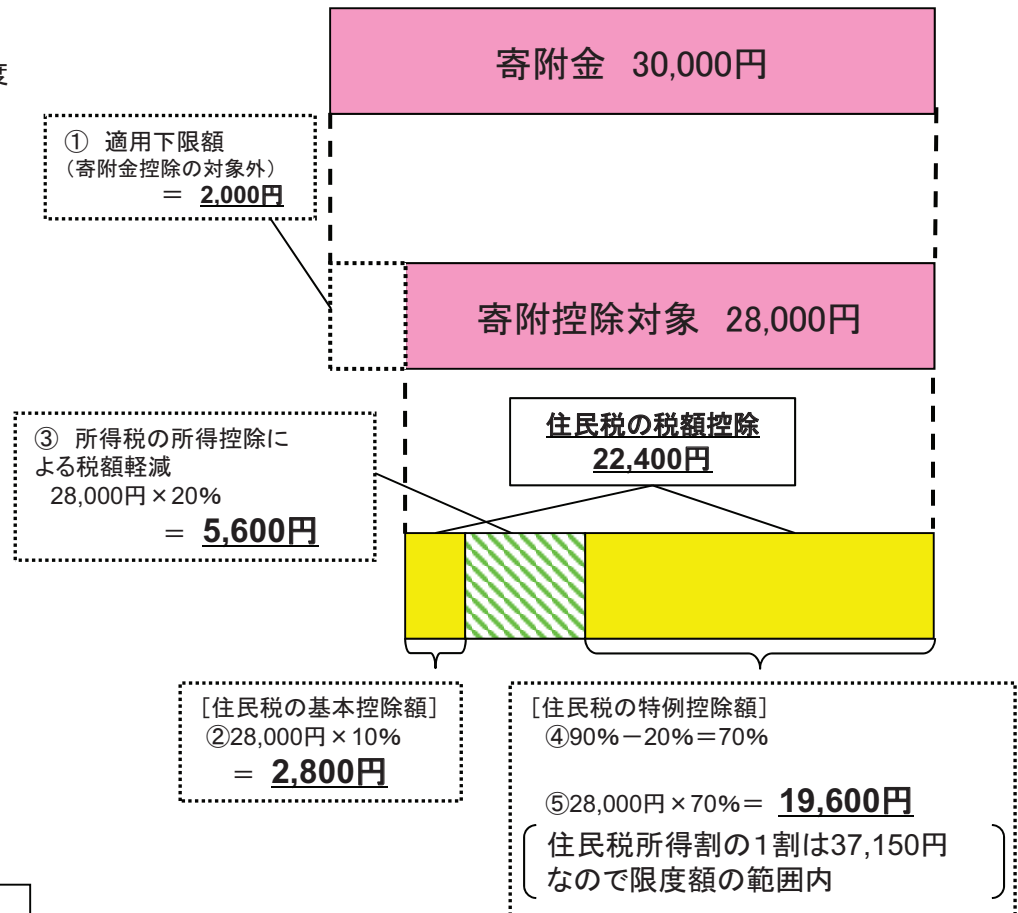 寄附金 30,000円
度
① 適用下限額
(寄附金控除の対象外)
= 2,000円
寄附控除対象 28,000円
③ 所得税の所得控除に
よる税額軽減
28,000円×20%
= 5,600円
住民税の税額控除
22,400円
[住民税の基本控除額]
②28,000円×10%
= 2,800円
[住民税の特例控除額]
④90%-20%=70%
⑤28,000円×70%= 19,600円
住民税所得割の1割は37,150円
なので限度額の範囲内